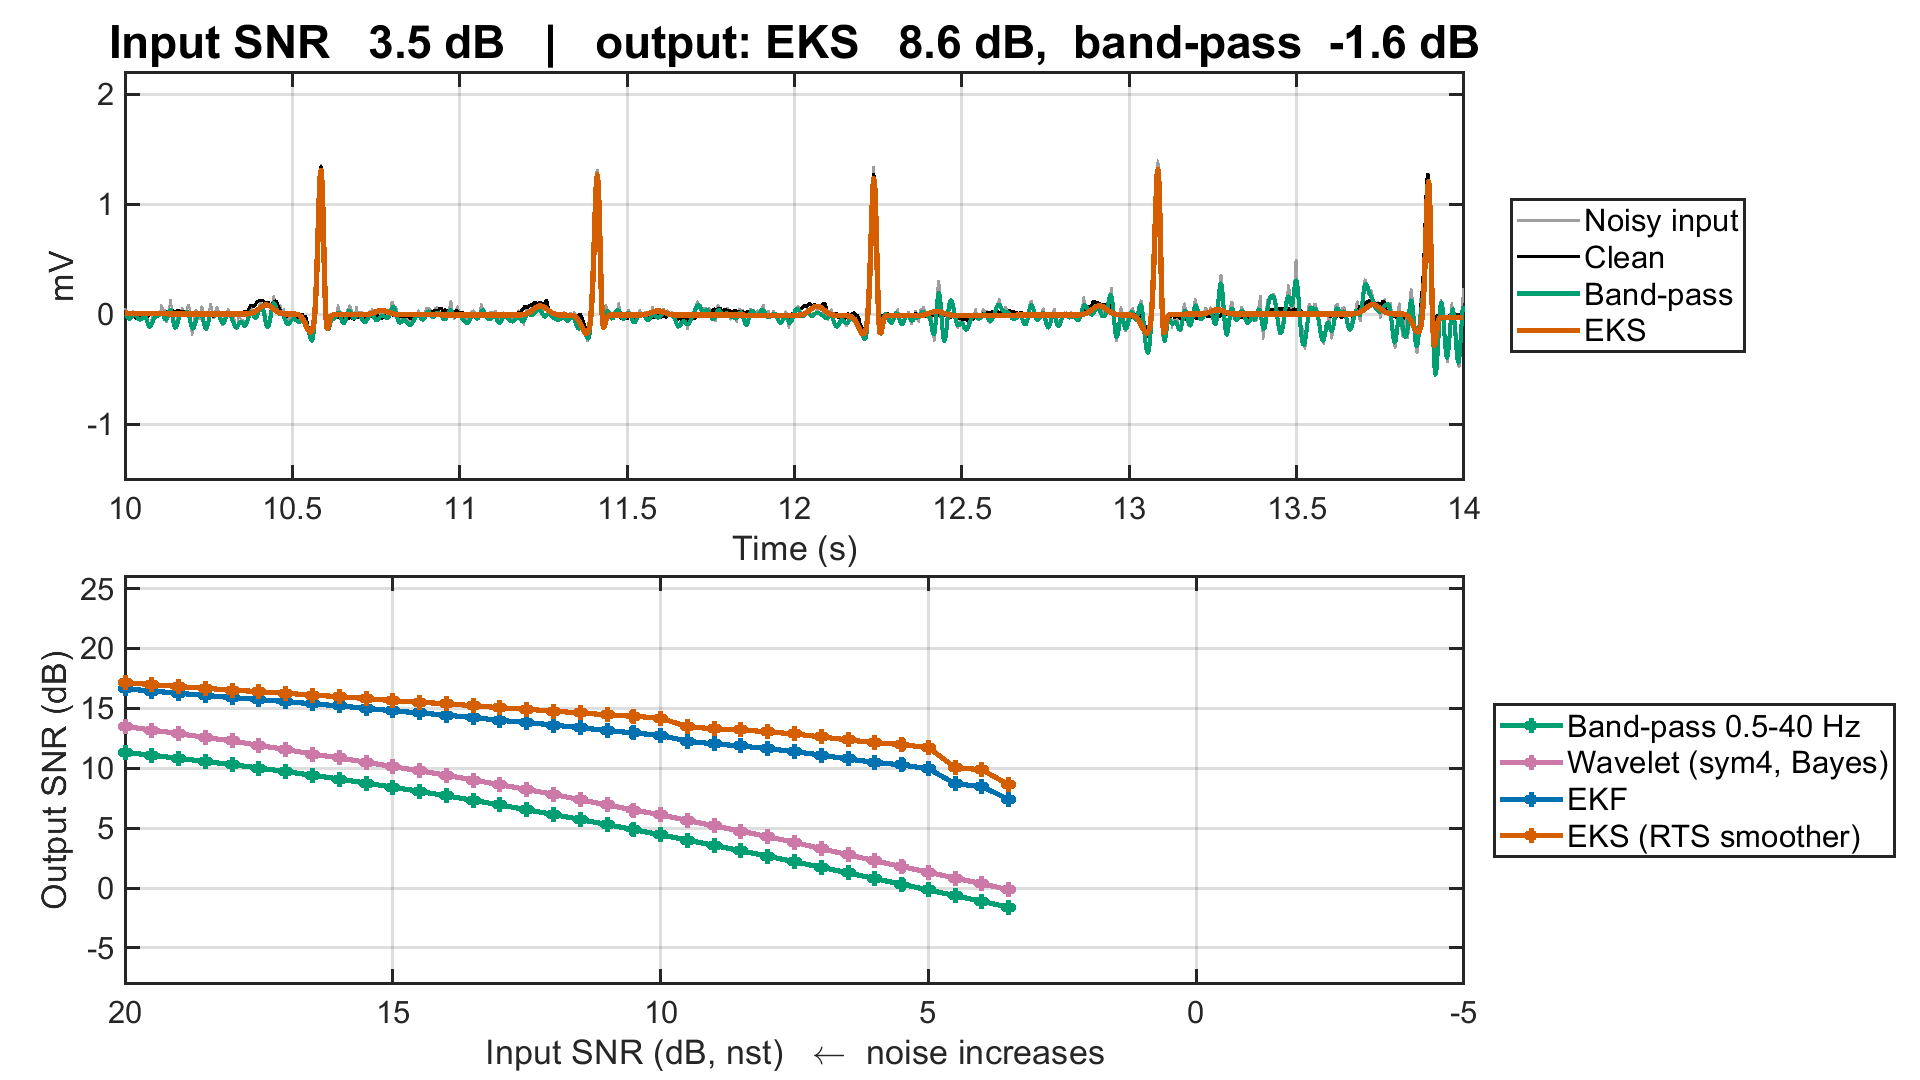 Input SNR   3.5 dB   |   output: EKS   8.6 dB,  band-pass  -1.6 dB
2
1
0
-1
mV
10
10.5
11
11.5
12
12.5
13
13.5
14
Time (s)
Noisy input
Clean
Band-pass
EKS
25
20
15
10
5
0
-5
Output SNR (dB)
20
15
10
5
0
-5
Input SNR (dB, nst)   ←  noise increases
Band-pass 0.5-40 Hz
Wavelet (sym4, Bayes)
EKF
EKS (RTS smoother)